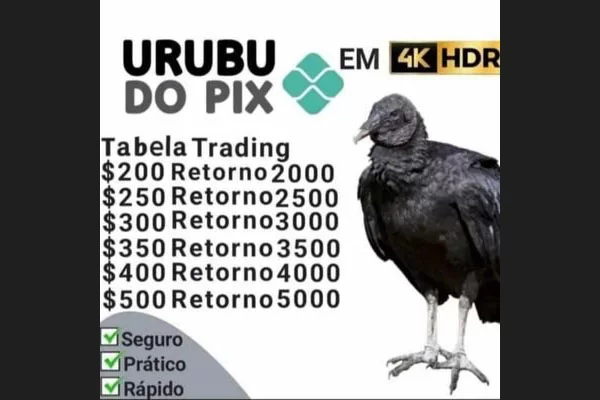 URUBU
DO PIX
EM 4K HDR
Tabela Trading
$200 Retorno 2000
$250 Retorno 2500
$300 Retorno 3000
$350 Retorno 3500
$400 Retorno 4000
$500 Retorno 5000
Seguro
Prático
Rápido